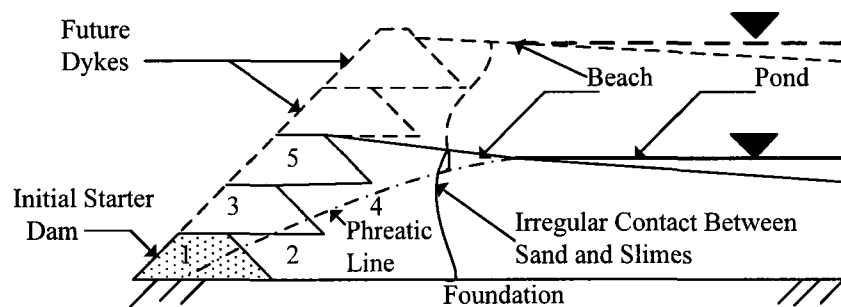 Future
Dykes
Beach
Pond
5
Initial Starter
Dam
3
4
1
2
Phreatic
Line
Irregular Contact Between
Sand and Slimes
Foundation